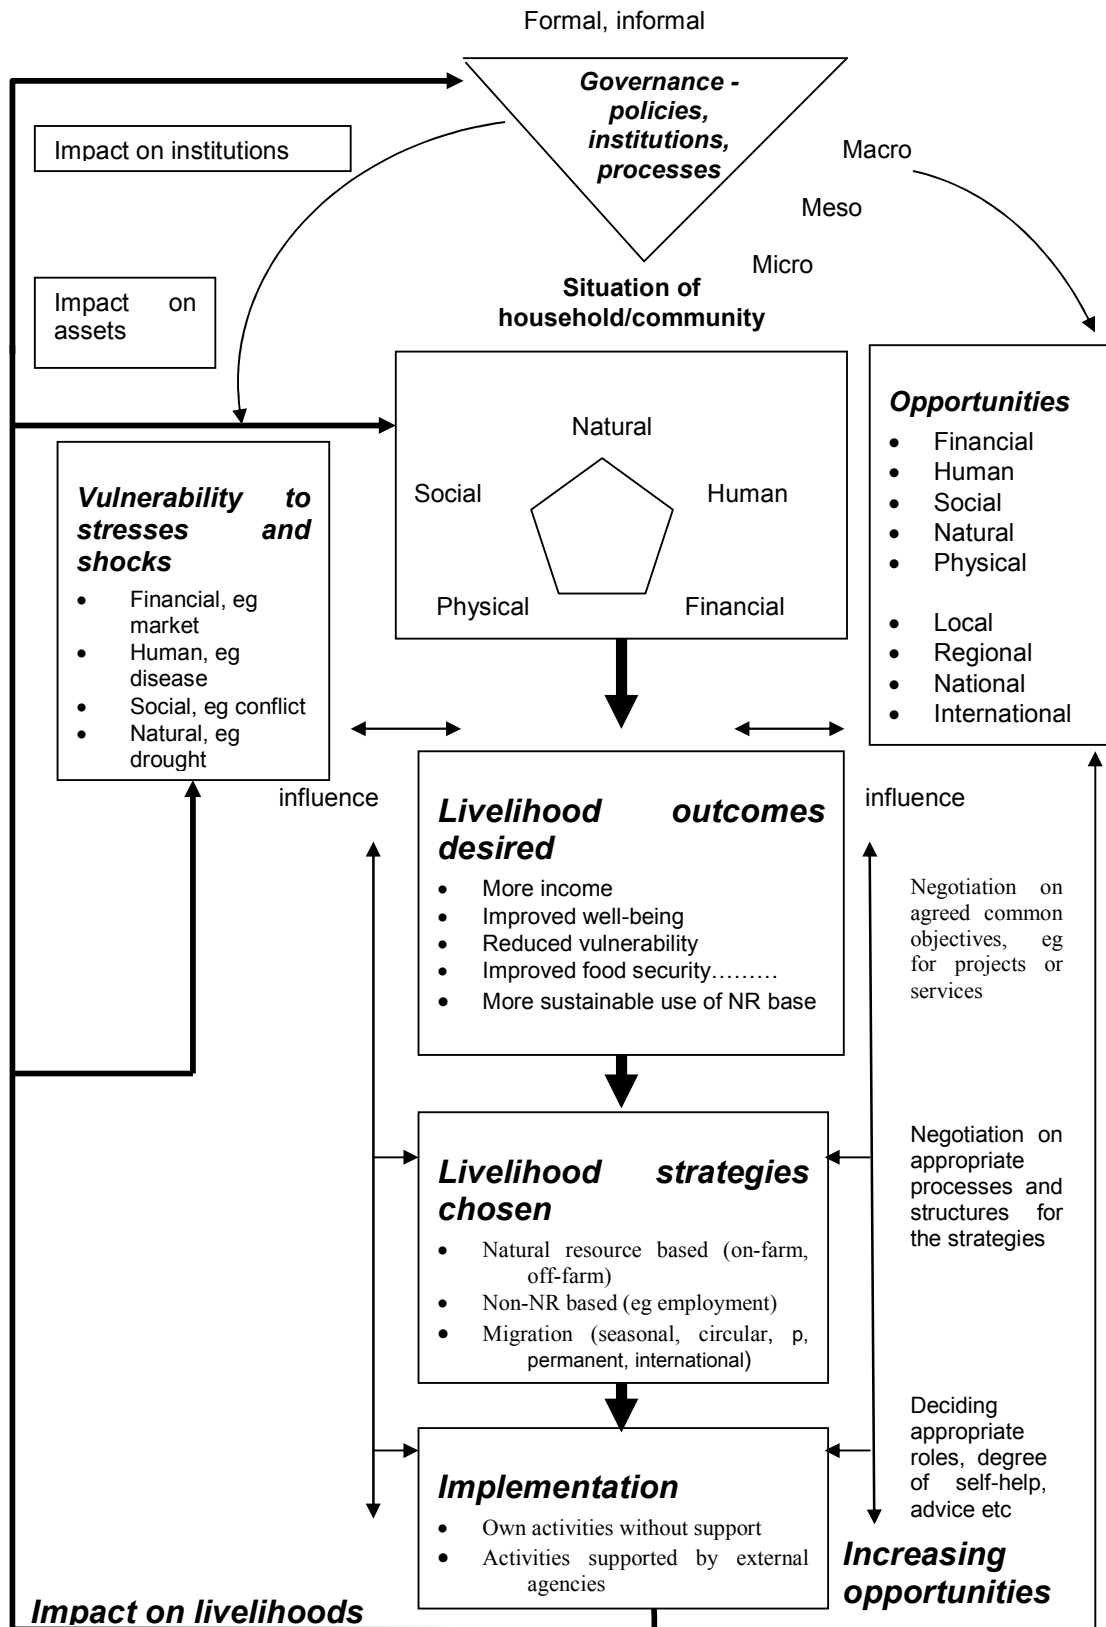 Formal, informal
Governance -
policies,
institutions,
processes
Impact on institutions
Macro
Meso
Micro
Impact on
assets
Situation of
household/community
Natural
Social
Human
Physical
Financial
Opportunities
• Financial
• Human
• Social
• Natural
• Physical
• Local
• Regional
• National
• International
Vulnerability to
stresses and
shocks
• Financial, eg
market
• Human, eg
disease
• Social, eg conflict
• Natural, eg
drought
influence
influence
Livelihood outcomes
desired
• More income
• Improved well-being
• Reduced vulnerability
• Improved food security………
• More sustainable use of NR base
Negotiation on
agreed common
objectives, eg
for projects or
services
Livelihood strategies
chosen
• Natural resource based (on-farm,
off-farm)
• Non-NR based (eg employment)
• Migration (seasonal, circular, p,
permanent, international)
Negotiation on
appropriate
processes and
structures for
the strategies
Implementation
• Own activities without support
• Activities supported by external
agencies
Deciding
appropriate
roles, degree
of self-help,
advice etc
Increasing
opportunities
Impact on livelihoods